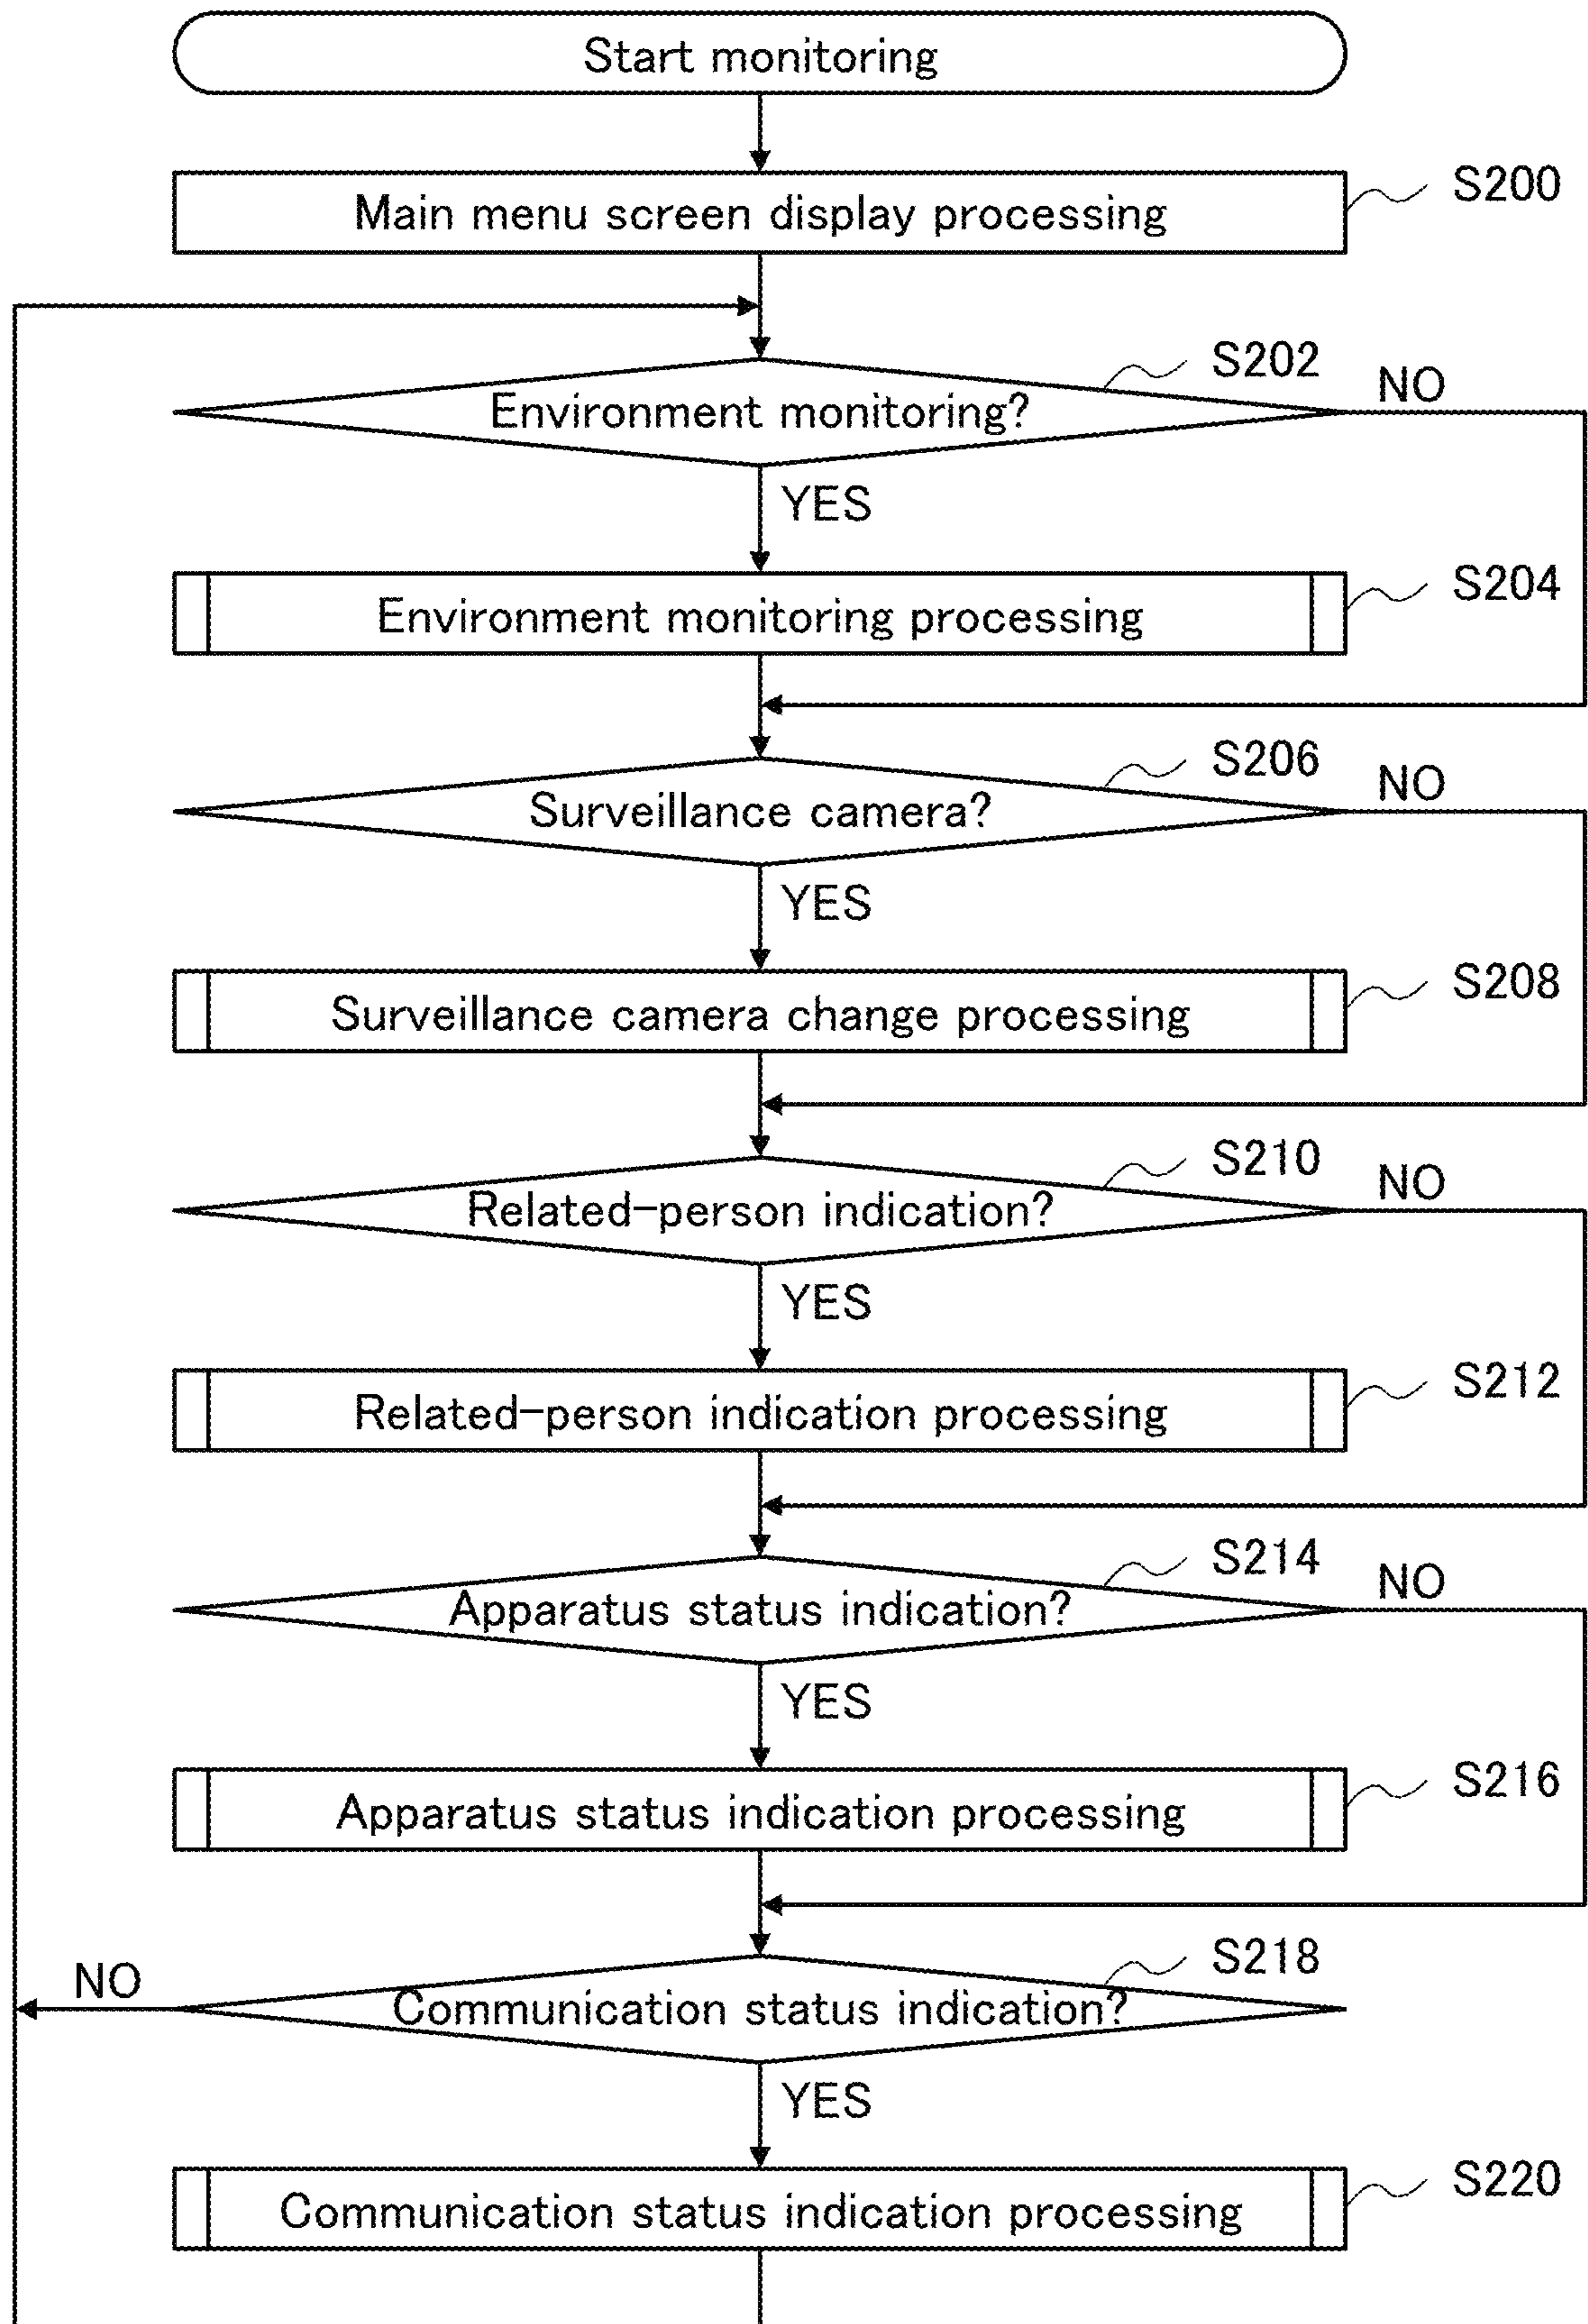 Start monitoring
Main menu screen display processing
S200
S202
NO
Environment monitoring?
YES
Environment monitoring processing
S204
S206
NO
Surveillance camera?
YES
Surveillance camera change processing
S208
S210
NO
Related-person indication?
YES
Related-person indication processing
S212
S214
NO
Apparatus status indication?
YES
Apparatus status indication processing
S216
S218
NO
Communication status indication?
YES
Communication status indication processing
S220